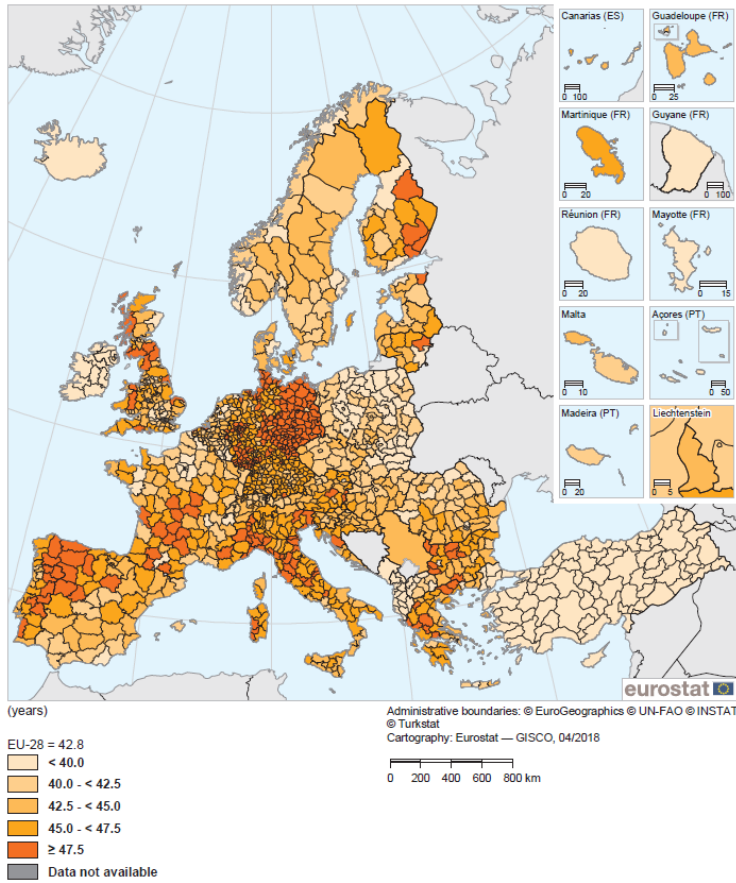 Canarias (ES)
0 100
Guadeloupe (FR)
0 25
Martinique (FR)
0 20
Guyane (FR)
0 100
Réunion (FR)
0 20
Mayotte (FR)
0 15
Malta
0 10
Açores (PT)
0 50
Madeira (PT)
0 20
Liechtenstein
0 5
eurostat
(years)
EU-28 = 42.8
< 40.0
40.0 - < 42.5
42.5 - < 45.0
45.0 - < 47.5
≥ 47.5
Data not available
Administrative boundaries: © EuroGeographics © UN-FAO © INSTAT
© Turkstat
Cartography: Eurostat — GISCO, 04/2018
0 200 400 600 800 km